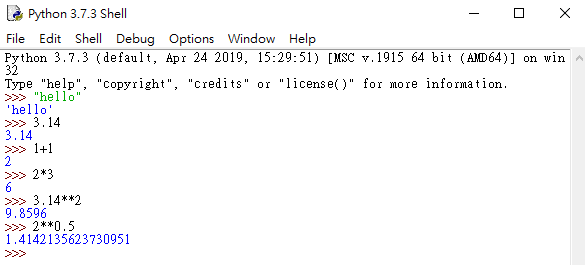 Python 3.7.3 Shell
File Edit Shell Debug Options Window Help
Python 3.7.3 (default, Apr 24 2019, 15:29:51) [MSC v.1915 64 bit (AMD64)] on win
32
Type "help", "copyright", "credits" or "license()" for more information.
>>> "hello"
'hello'
>>> 3.14
3.14
>>> 1+1
2
>>> 2*3
6
>>> 3.14**2
9.8596
>>> 2**0.5
1.4142135623730951
>>>